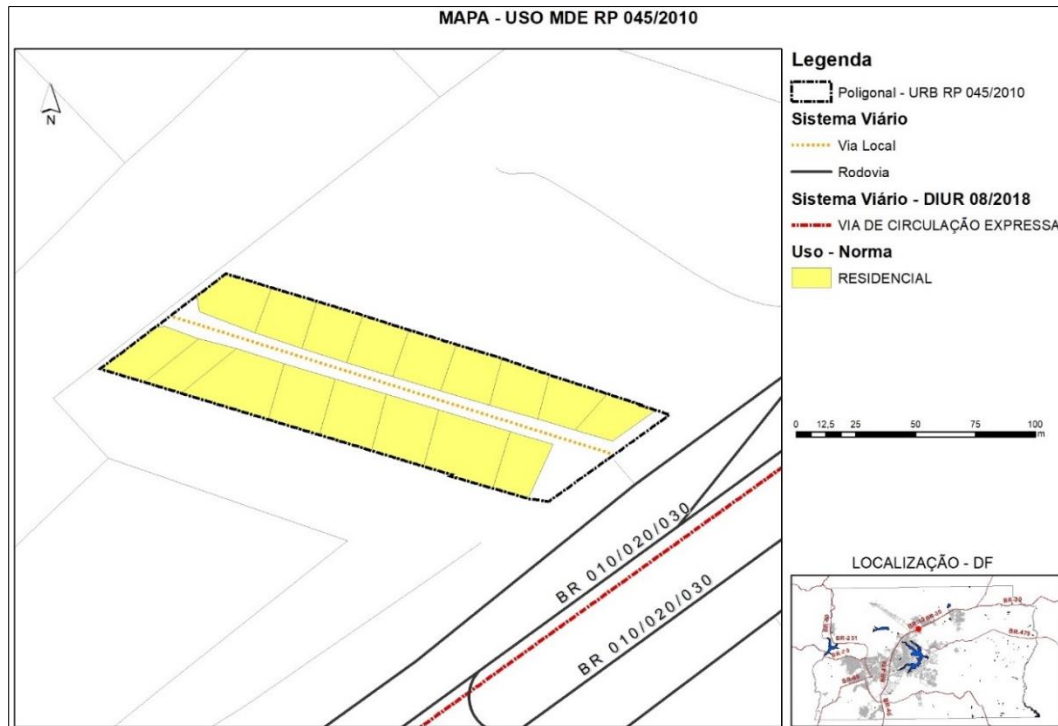 MAPA - USO MDE RP 045/2010
N
BR 010/020/030
BR 010/020/030
Legenda
Poligonal - URB RP 045/2010
Sistema Viário
Via Local
Rodovia
Sistema Viário - DIUR 08/2018
VIA DE CIRCULAÇÃO EXPRESSA
Uso - Norma
RESIDENCIAL
0 12,5 25 50 100
m
LOCALIZAÇÃO - DF